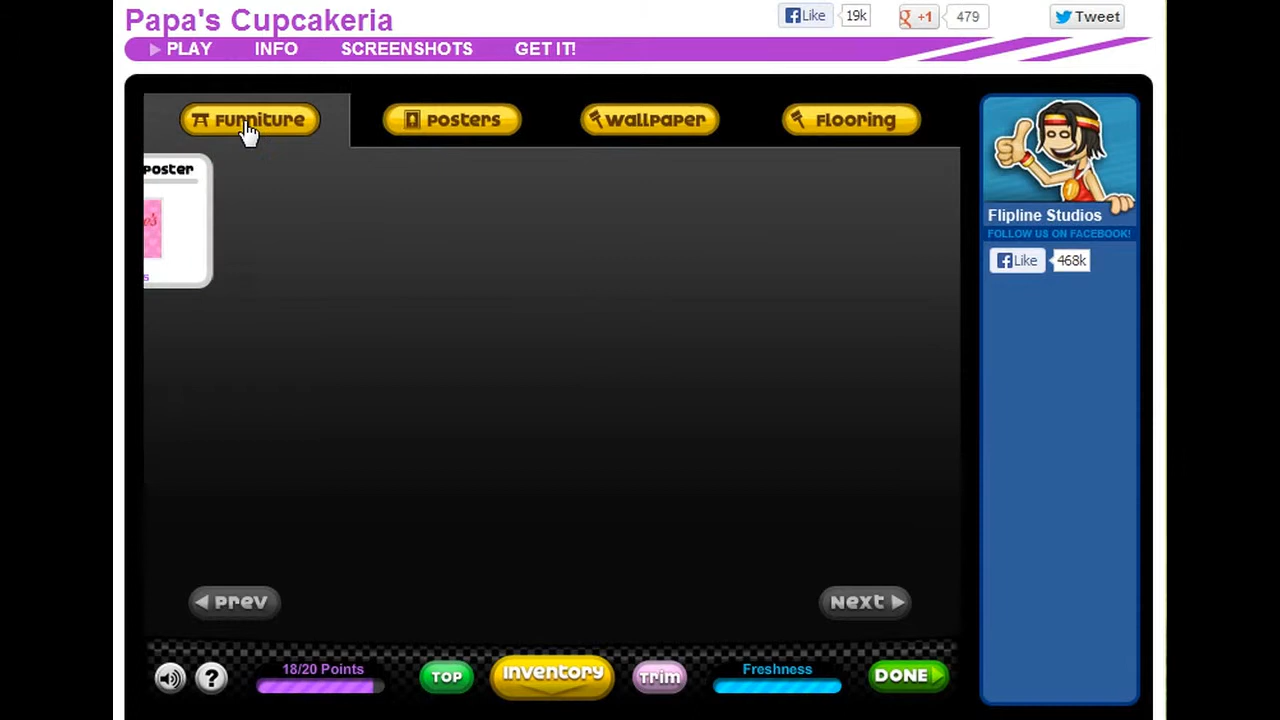 Papa's Cupcakeria
Like 19k
+1 479
Tweet
PLAY INFO SCREENSHOTS GET IT!
Furniture Posters Wallpaper Flooring
Poster
es
s
Flipline Studios
FOLLOW US ON FACEBOOK!
Like 468k
Prev Next
18/20 Points TOP Inventory Trim Freshness DONE
?